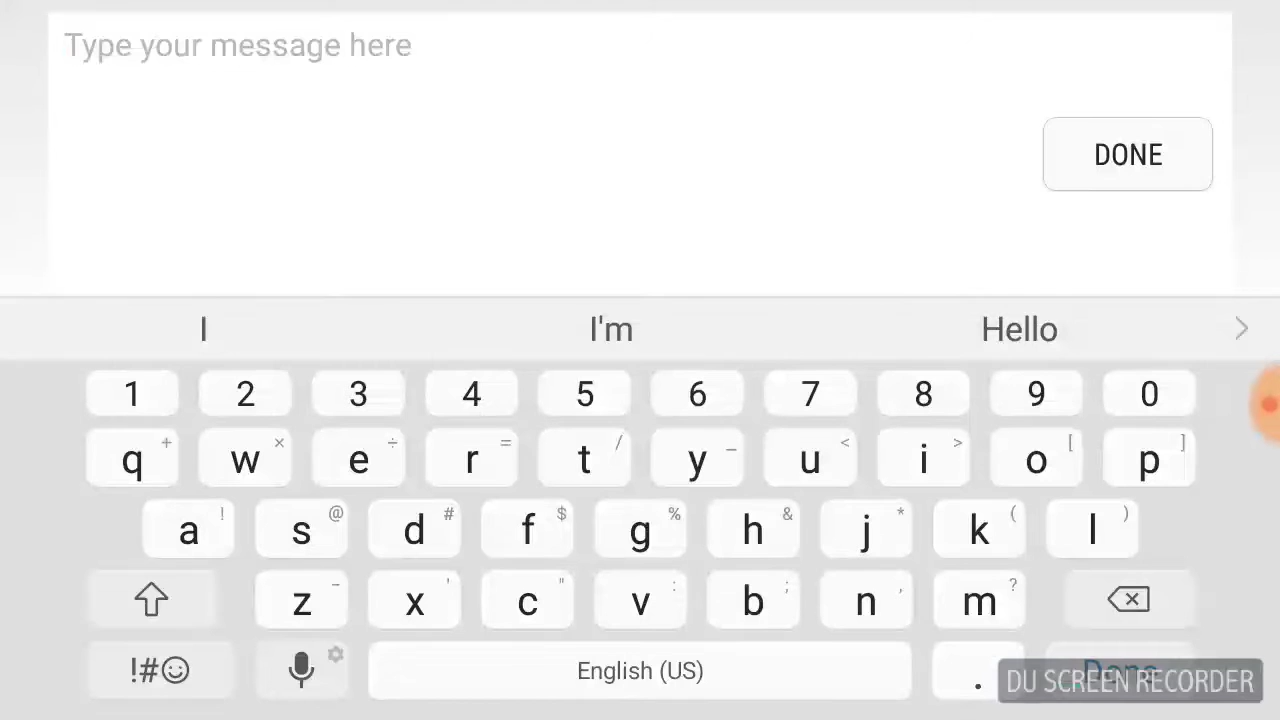 Type your message here
DONE
I I'm Hello
1 2 3 4 5 6 7 8 9 0
q + w × e ÷ r = t / y _ u < i > o [ p ]
a ! s @ d # f $ g % h & j * k ( l )
z - x ' c " v : b ; n , m ?
!#☺ English (US) . Done
DU SCREEN RECORDER